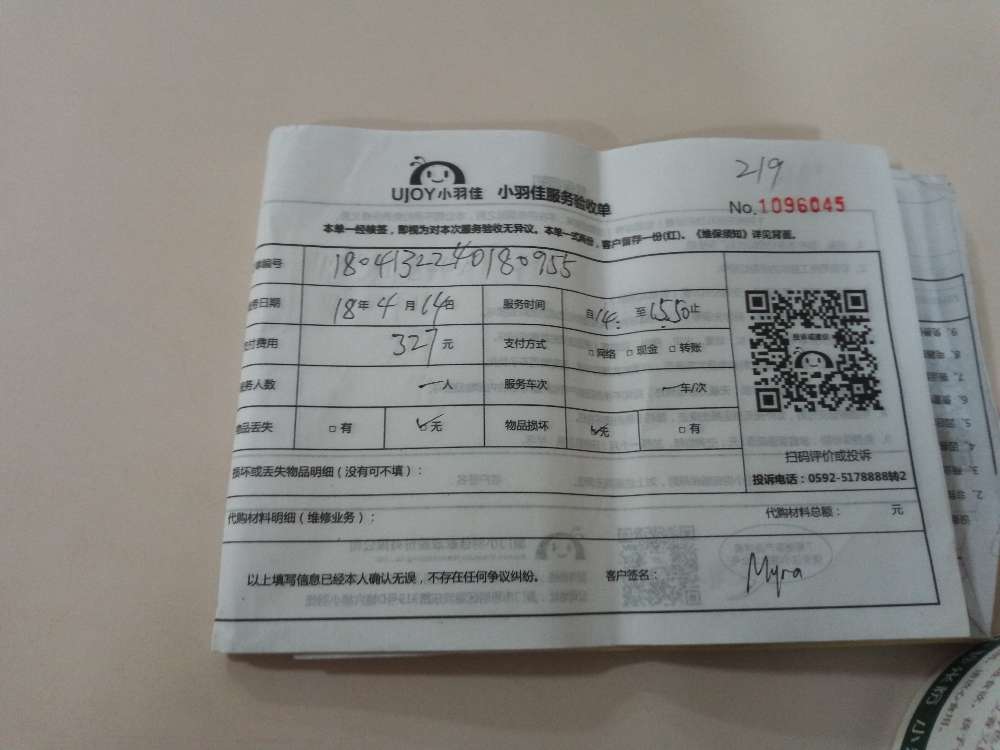 219
UJOY小羽佳 小羽佳服务验收单
No.1096045
本单一经续签，即视为对本次服务验收无异议。本单一式两份，客户留存一份(红)。《维保须知》详见背面。
编号 1804132240180955
务日期 18年4月14日 服务时间 自14: 至15:50止
付费用 327元 支付方式 □网络 □现金 □转账
务人数 一人 服务车次 一车/次
物品丢失 □有 ☑无 物品损坏 ☑无 □有
扫码评价或投诉
投诉电话：0592-5178888转2
损坏或丢失物品明细（没有可不填）：
代购材料明细（维修业务）： 代购材料总额： 元
以上填写信息已经本人确认无误，不存在任何争议纠纷。 客户签名： Myra